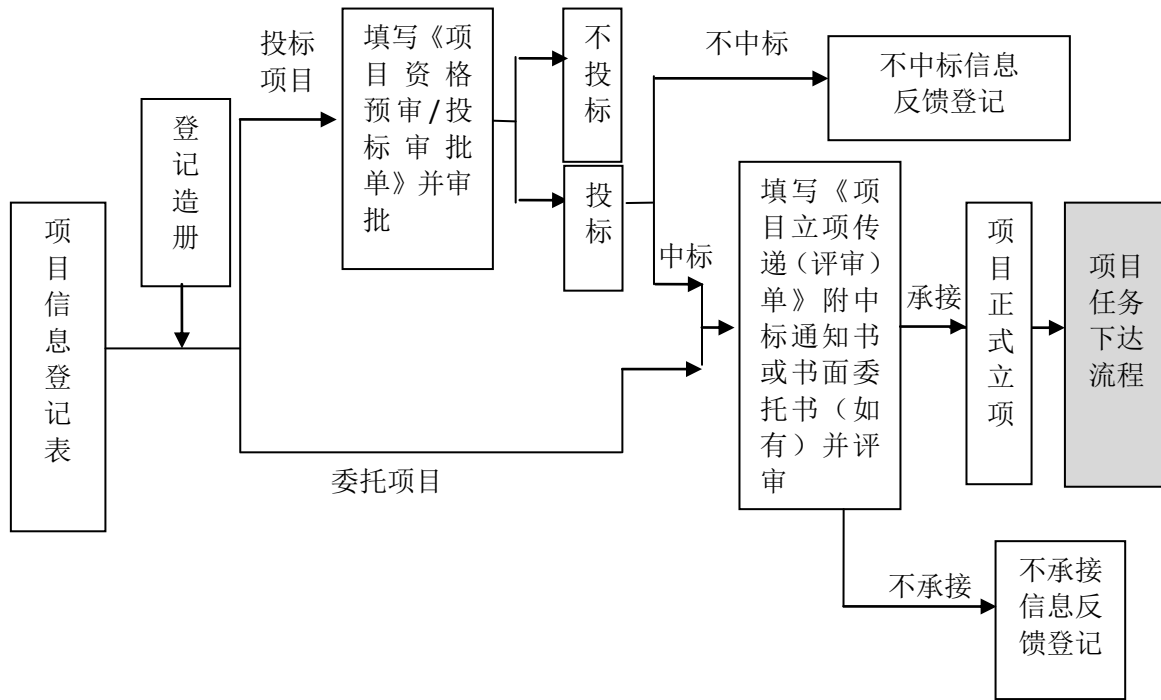 项
目
信
息
登
记
表
登
记
造
册
投标
项目
填写《项
目资格
预审/投
标审批
单》并审
批
不
投
标
投
标
不中标
不中标信息
反馈登记
中标
委托项目
填写《项
目立项传
递（评审）
单》附中
标通知书
或书面委
托书（如
有）并评
审
承接
项
目
正
式
立
项
项目
任务
下达
流程
不承接
不承接
信息反
馈登记